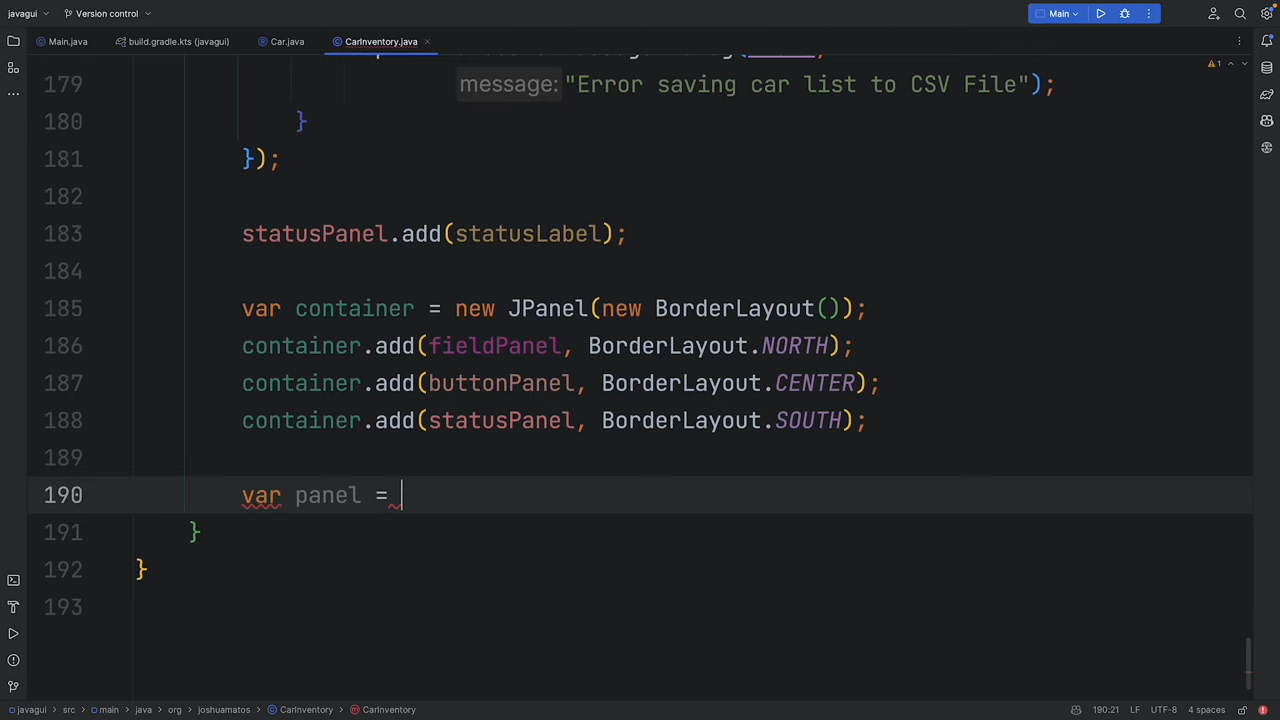 javagui Version control Main
Main.java build.gradle.kts (javagui) Car.java CarInventory.java
1
179 message: "Error saving car list to CSV File");
180 }
181 });
182
183 statusPanel.add(statusLabel);
184
185 var container = new JPanel(new BorderLayout());
186 container.add(fieldPanel, BorderLayout.NORTH);
187 container.add(buttonPanel, BorderLayout.CENTER);
188 container.add(statusPanel, BorderLayout.SOUTH);
189
190 var panel =
191 }
192 }
193
javagui src main java org joshuamatos CarInventory CarInventory 190:21 LF UTF-8 4 spaces